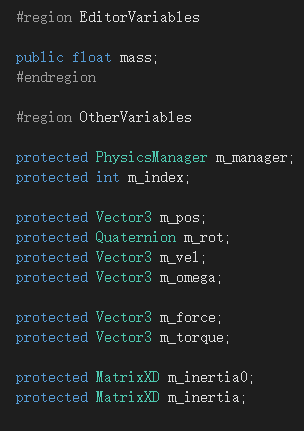 #region EditorVariables
public float mass;
#endregion
#region OtherVariables
protected PhysicsManager m_manager;
protected int m_index;
protected Vector3 m_pos;
protected Quaternion m_rot;
protected Vector3 m_vel;
protected Vector3 m_omega;
protected Vector3 m_force;
protected Vector3 m_torque;
protected MatrixXD m_inertia0;
protected MatrixXD m_inertia;